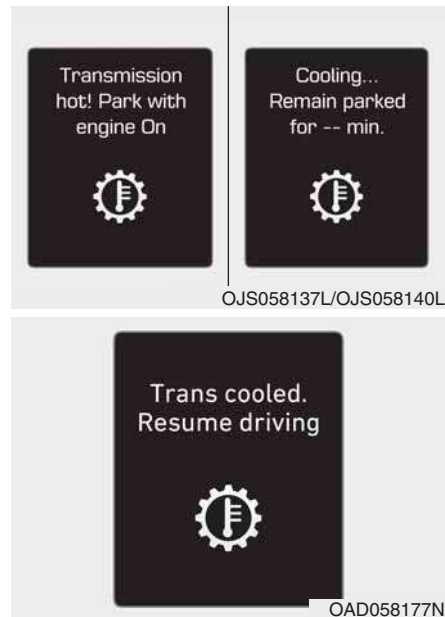 Transmission
hot! Park with
engine On
Cooling...
Remain parked
for -- min.
OJS058137L/OJS058140L
Trans cooled.
Resume driving
OAD058177N